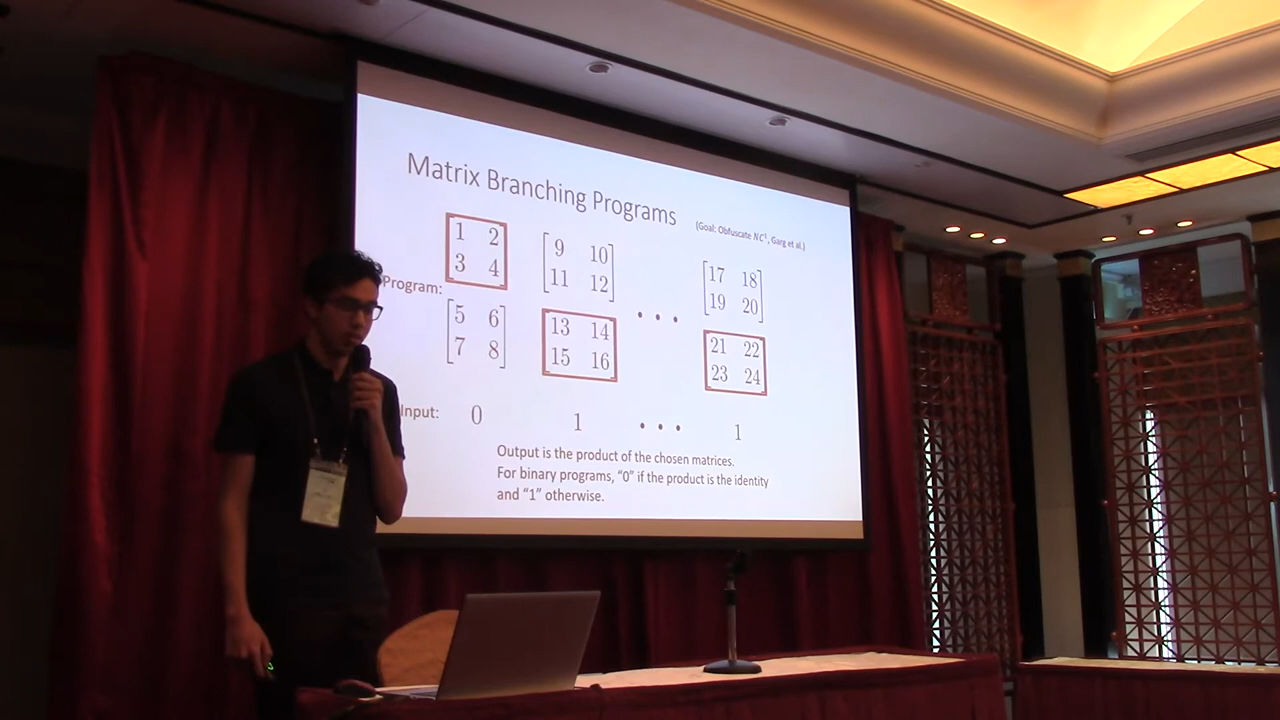 Matrix Branching Programs
(Goal: Obfuscate NC¹, Garg et al.)
Program:
1 2
3 4
9 10
11 12
17 18
19 20
5 6
7 8
13 14
15 16
• • •
21 22
23 24
Input: 0 1 • • • 1
Output is the product of the chosen matrices.
For binary programs, “0” if the product is the identity
and “1” otherwise.